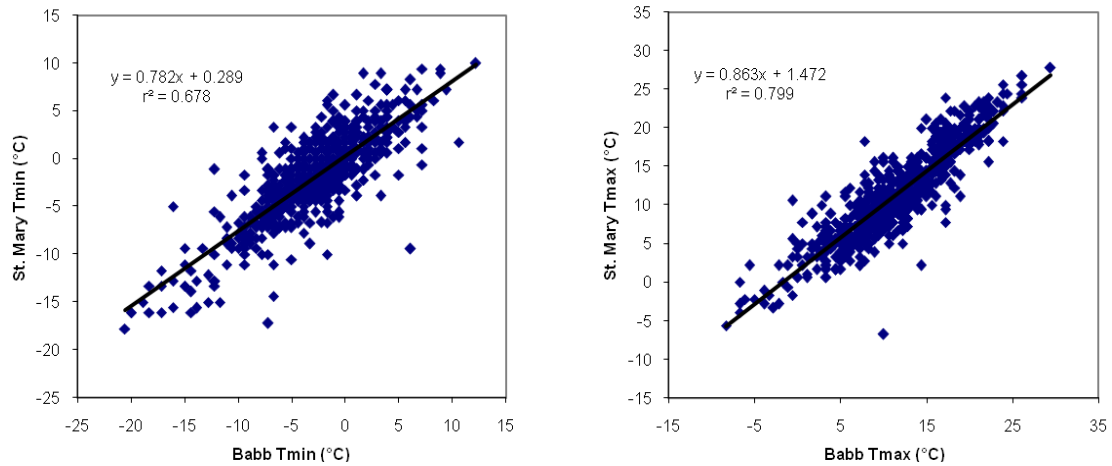 y = 0.782x + 0.289
r² = 0.678
St. Mary Tmin (°C)
15
10
5
0
-5
-10
-15
-20
-25
-25 -20 -15 -10 -5 0 5 10 15
Babb Tmin (°C)
y = 0.863x + 1.472
r² = 0.799
St. Mary Tmax (°C)
35
30
25
20
15
10
5
0
-5
-10
-15
-15 -5 5 15 25 35
Babb Tmax (°C)